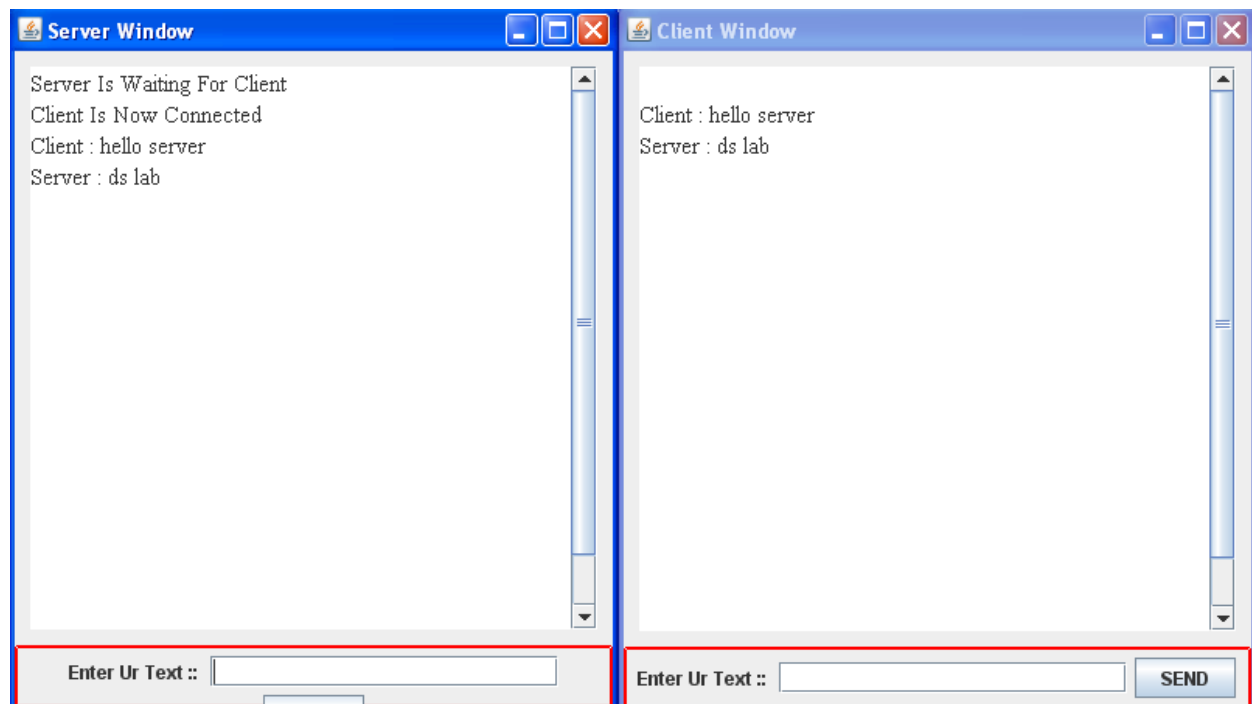 Server Window
Server Is Waiting For Client
Client Is Now Connected
Client : hello server
Server : ds lab
Enter Ur Text ::
Client Window
Client : hello server
Server : ds lab
Enter Ur Text ::
SEND